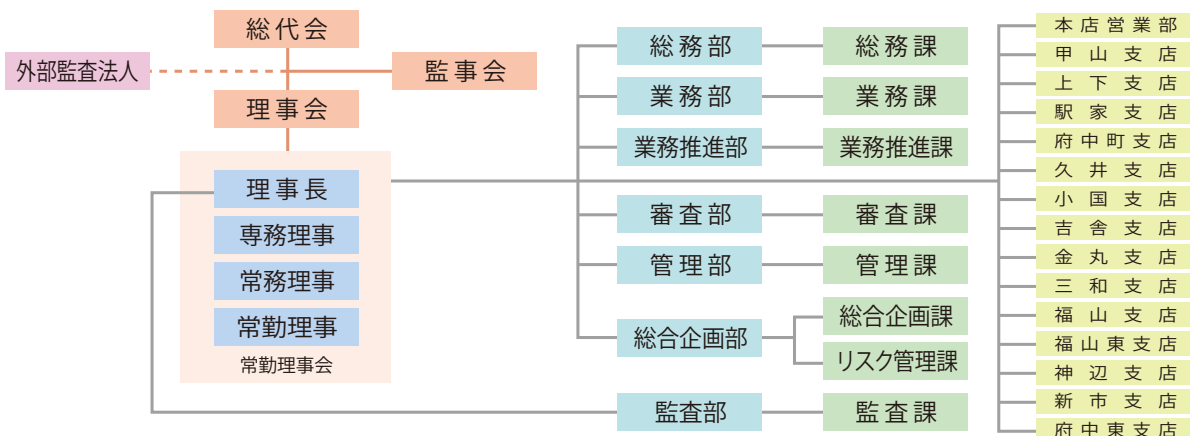 総代会
外部監査法人
監事会
理事会
理事長
専務理事
常務理事
常勤理事
常勤理事会
総務部
総務課
業務部
業務課
業務推進部
業務推進課
審査部
審査課
管理部
管理課
総合企画部
総合企画課
リスク管理課
監査部
監査課
本店営業部
甲山支店
上下支店
駅家支店
府中町支店
久井支店
小国支店
吉舎支店
金丸支店
三和支店
福山支店
福山東支店
神辺支店
新市支店
府中東支店